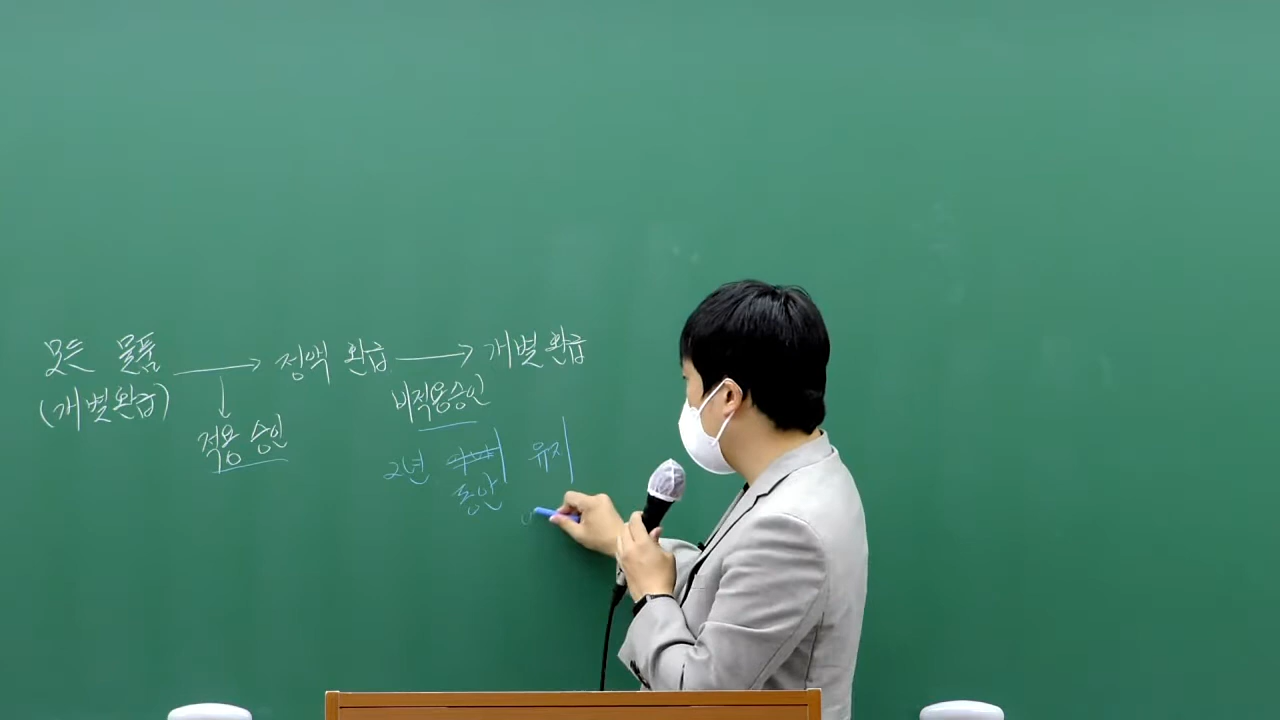 모든 물품 → 정액 환급 → 개별환급
(개별환급)
적용 승인
비적용승인
2년 유지
동안